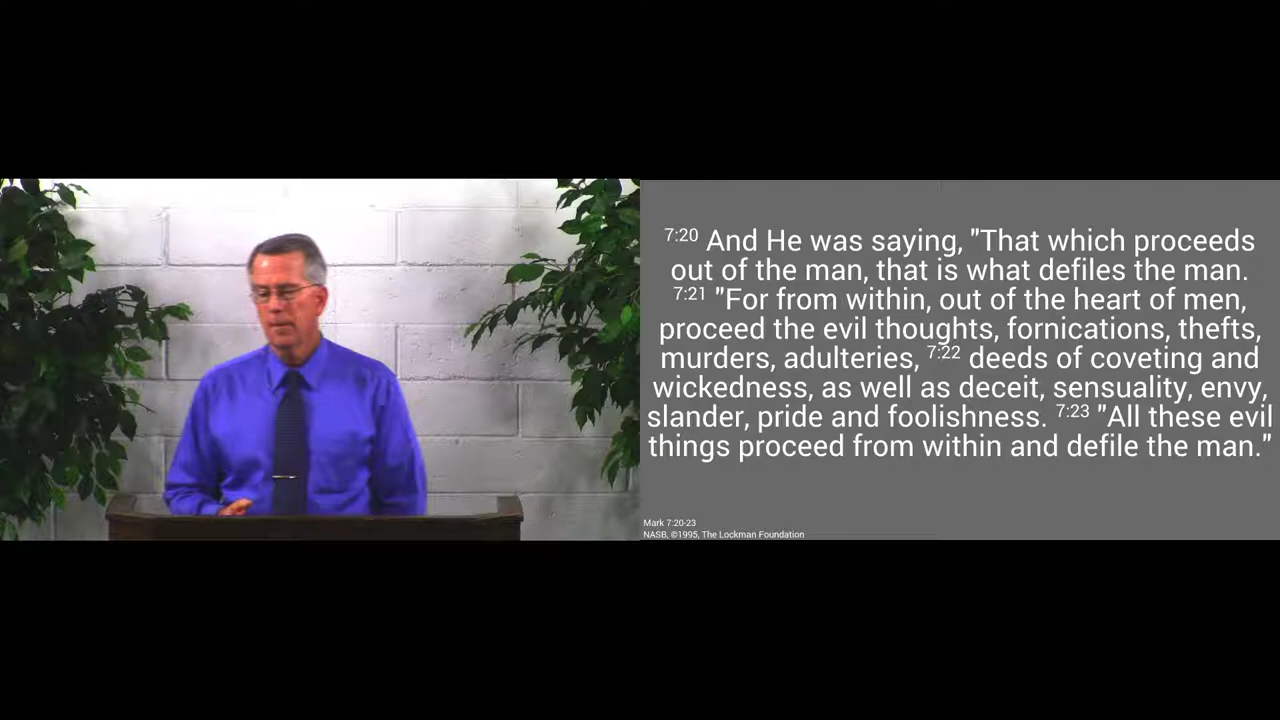 7:20 And He was saying, "That which proceeds
out of the man, that is what defiles the man.
7:21 "For from within, out of the heart of men,
proceed the evil thoughts, fornications, thefts,
murders, adulteries, 7:22 deeds of coveting and
wickedness, as well as deceit, sensuality, envy,
slander, pride and foolishness. 7:23 "All these evil
things proceed from within and defile the man."
Mark 7:20-23
NASB, ©1995, The Lockman Foundation